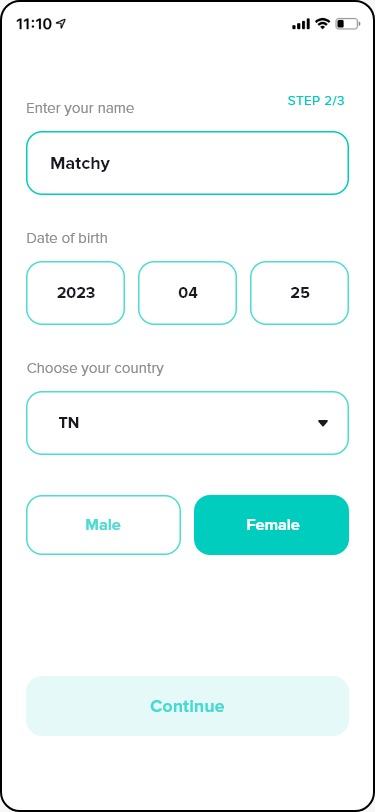 11:10
STEP 2/3
Enter your name
Matchy
Date of birth
2023 04 25
Choose your country
TN
Male Female
Continue